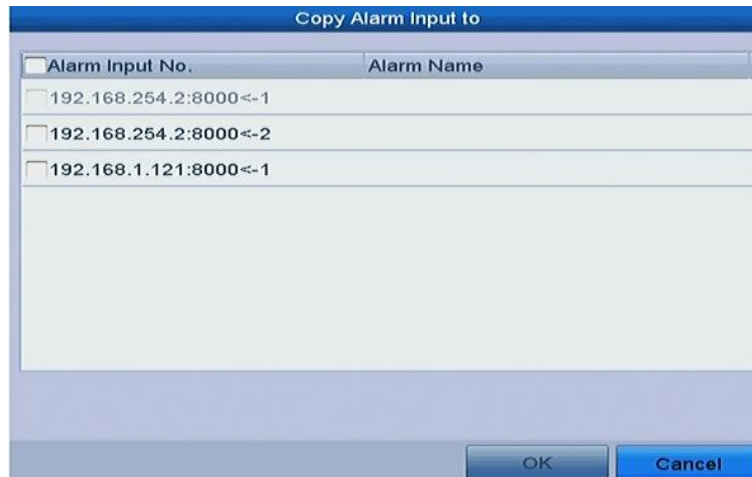 Copy Alarm Input to
Alarm Input No. Alarm Name
192.168.254.2:8000<-1
192.168.254.2:8000<-2
192.168.1.121:8000<-1
OK Cancel